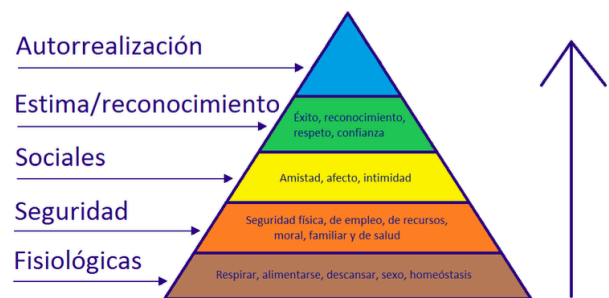 Autorrealización
Estima/reconocimiento
Éxito, reconocimiento,
respeto, confianza
Sociales
Amistad, afecto, intimidad
Seguridad
Seguridad física, de empleo, de recursos,
moral, familiar y de salud
Fisiológicas
Respirar, alimentarse, descansar, sexo, homeóstasis